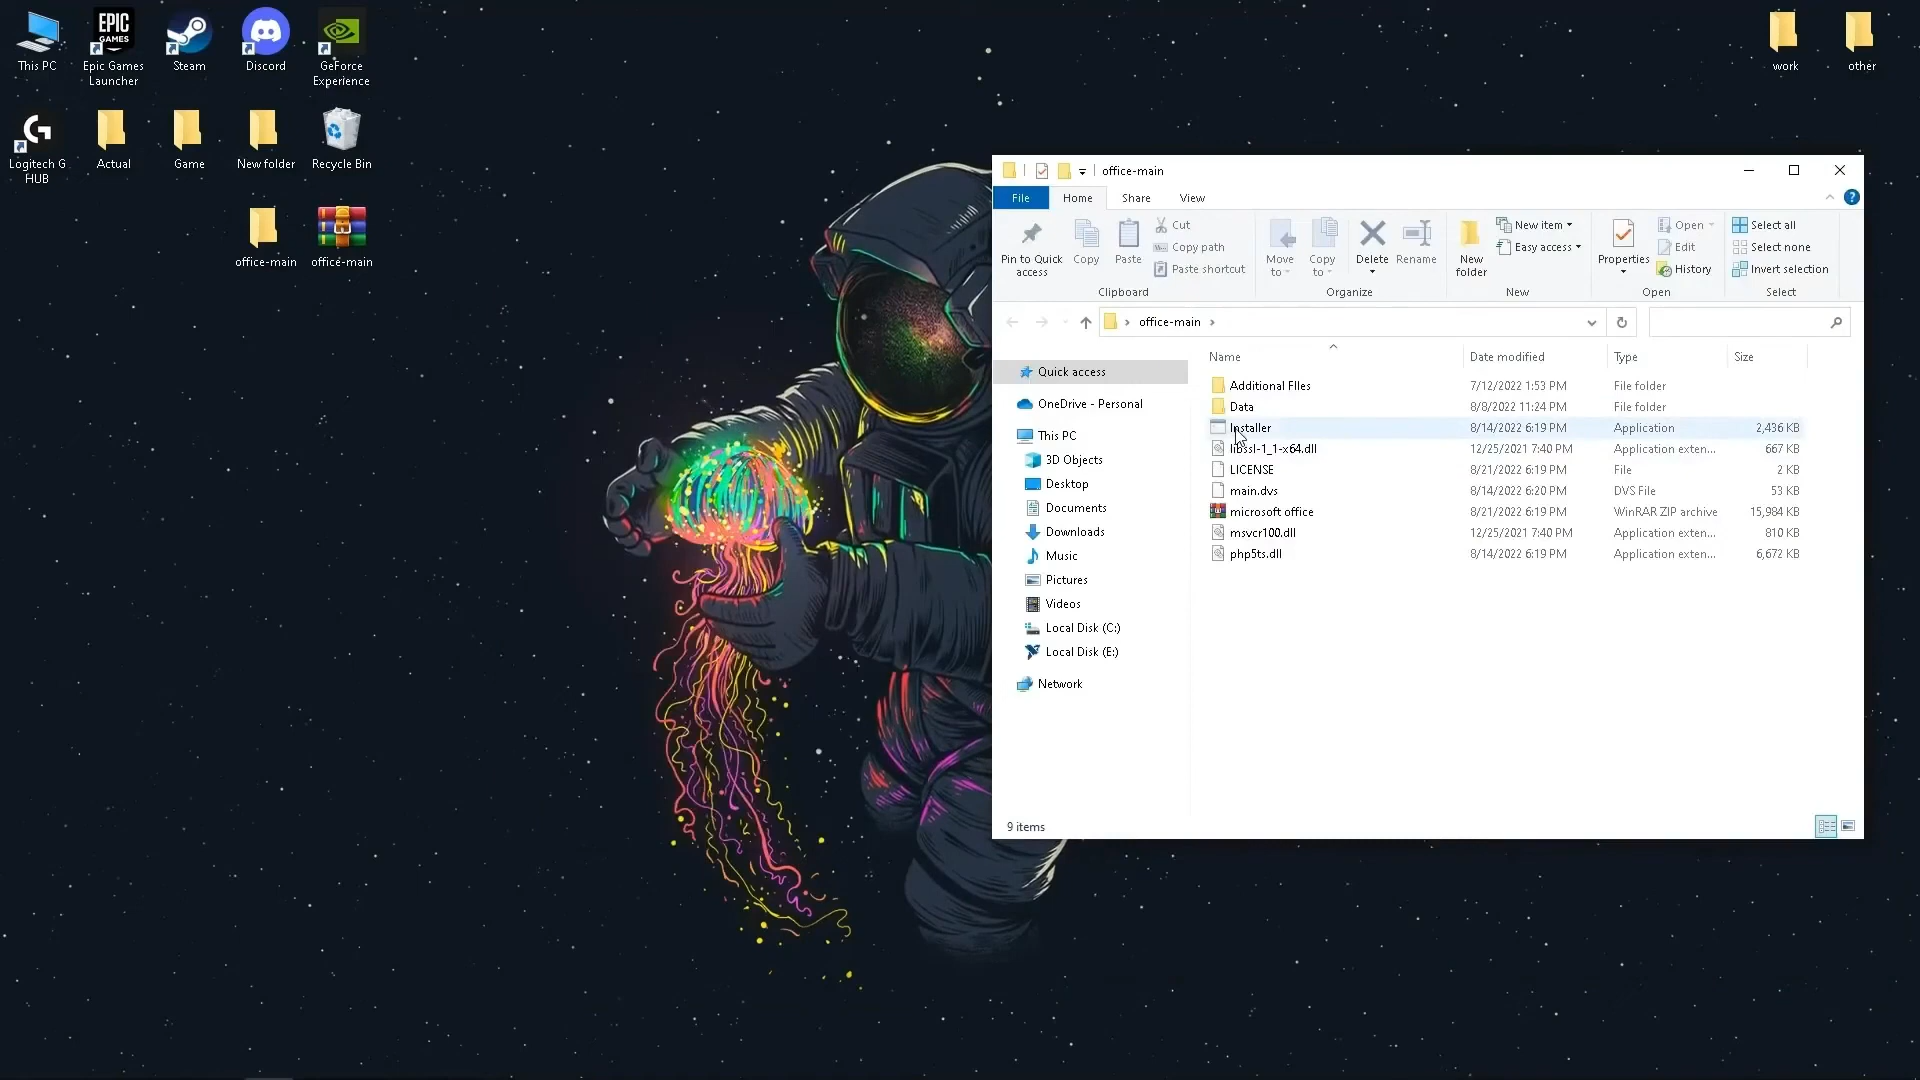 This PC
EPIC
GAMES
Epic Games
Launcher
Steam
Discord
GeForce
Experience
work
other
Logitech G
HUB
Actual
Game
New folder
Recycle Bin
office-main
office-main
office-main
File
Home
Share
View
Pin to Quick
access
Copy
Paste
Cut
Copy path
Paste shortcut
Clipboard
Move
to
Copy
to
Delete
Rename
Organize
New
folder
New item
Easy access
New
Properties
Open
Edit
History
Open
Select all
Select none
Invert selection
Select
office-main
Name
Date modified
Type
Size
Quick access
OneDrive - Personal
This PC
3D Objects
Desktop
Documents
Downloads
Music
Pictures
Videos
Local Disk (C:)
Local Disk (E:)
Network
Additional FIles 7/12/2022 1:53 PM File folder
Data 8/8/2022 11:24 PM File folder
Installer 8/14/2022 6:19 PM Application 2,436 KB
libssl-1_1-x64.dll 12/25/2021 7:40 PM Application exten... 667 KB
LICENSE 8/21/2022 6:19 PM File 2 KB
main.dvs 8/14/2022 6:20 PM DVS File 53 KB
microsoft office 8/21/2022 6:19 PM WinRAR ZIP archive 15,984 KB
msvcr100.dll 12/25/2021 7:40 PM Application exten... 810 KB
php5ts.dll 8/14/2022 6:19 PM Application exten... 6,672 KB
9 items